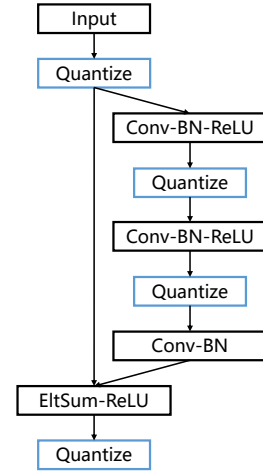 Input
Quantize
Conv-BN-ReLU
Quantize
Conv-BN-ReLU
Quantize
Conv-BN
EltSum-ReLU
Quantize